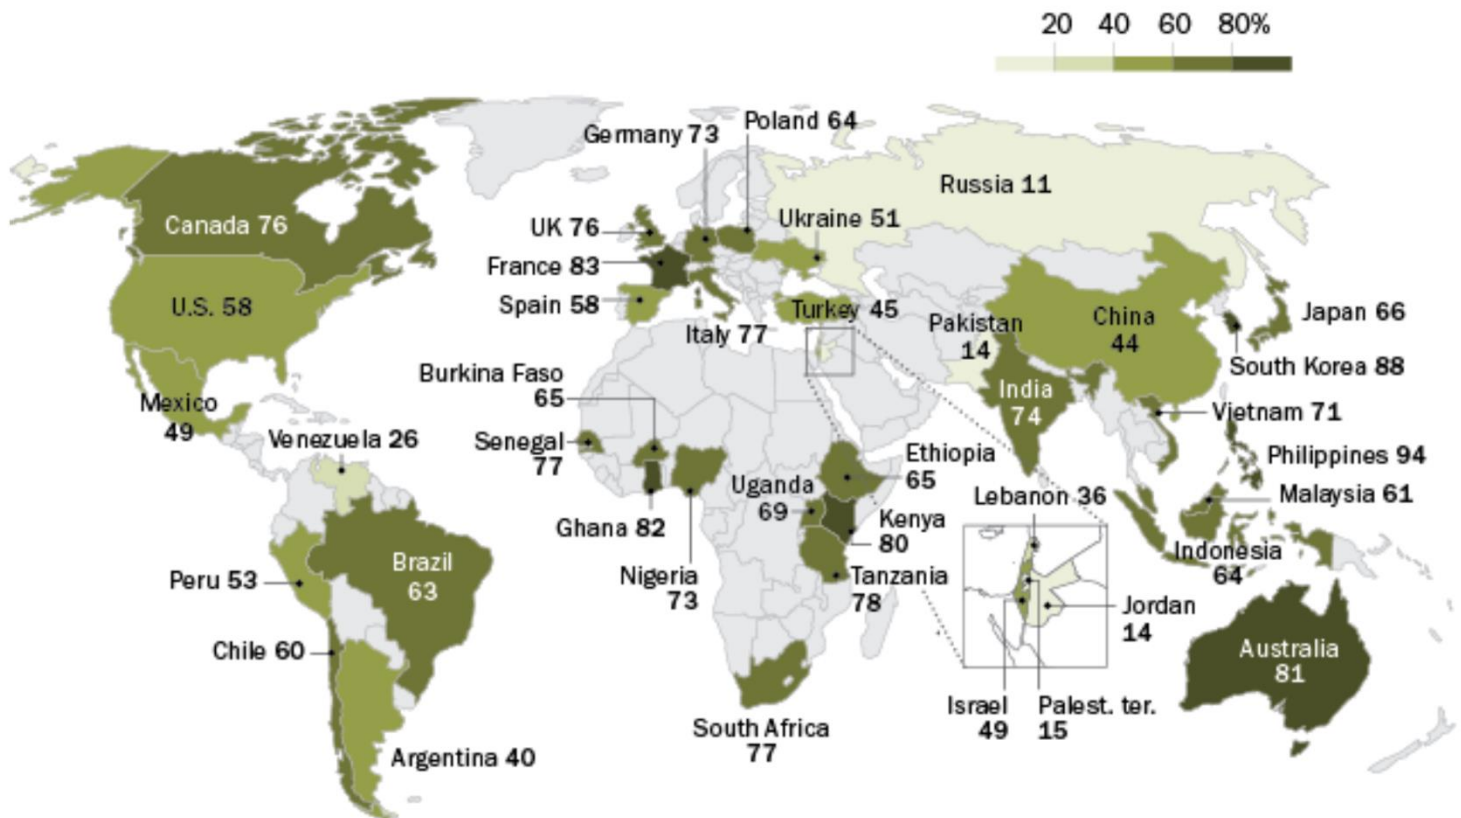 20 40 60 80%
Poland 64
Germany 73
Russia 11
Ukraine 51
UK 76
Canada 76
France 83
Spain 58
U.S. 58
Turkey 45
Japan 66
China
44
Pakistan
14
Italy 77
South Korea 88
Burkina Faso
65
India
74
Mexico
49
Vietnam 71
Venezuela 26
Senegal
77
Ethiopia
65
Philippines 94
Uganda
69
Lebanon 36
Malaysia 61
Ghana 82
Kenya
80
Indonesia
64
Brazil
63
Peru 53
Nigeria
73
Tanzania
78
Jordan
14
Chile 60
Australia
81
Israel
49
Palest. ter.
15
South Africa
77
Argentina 40